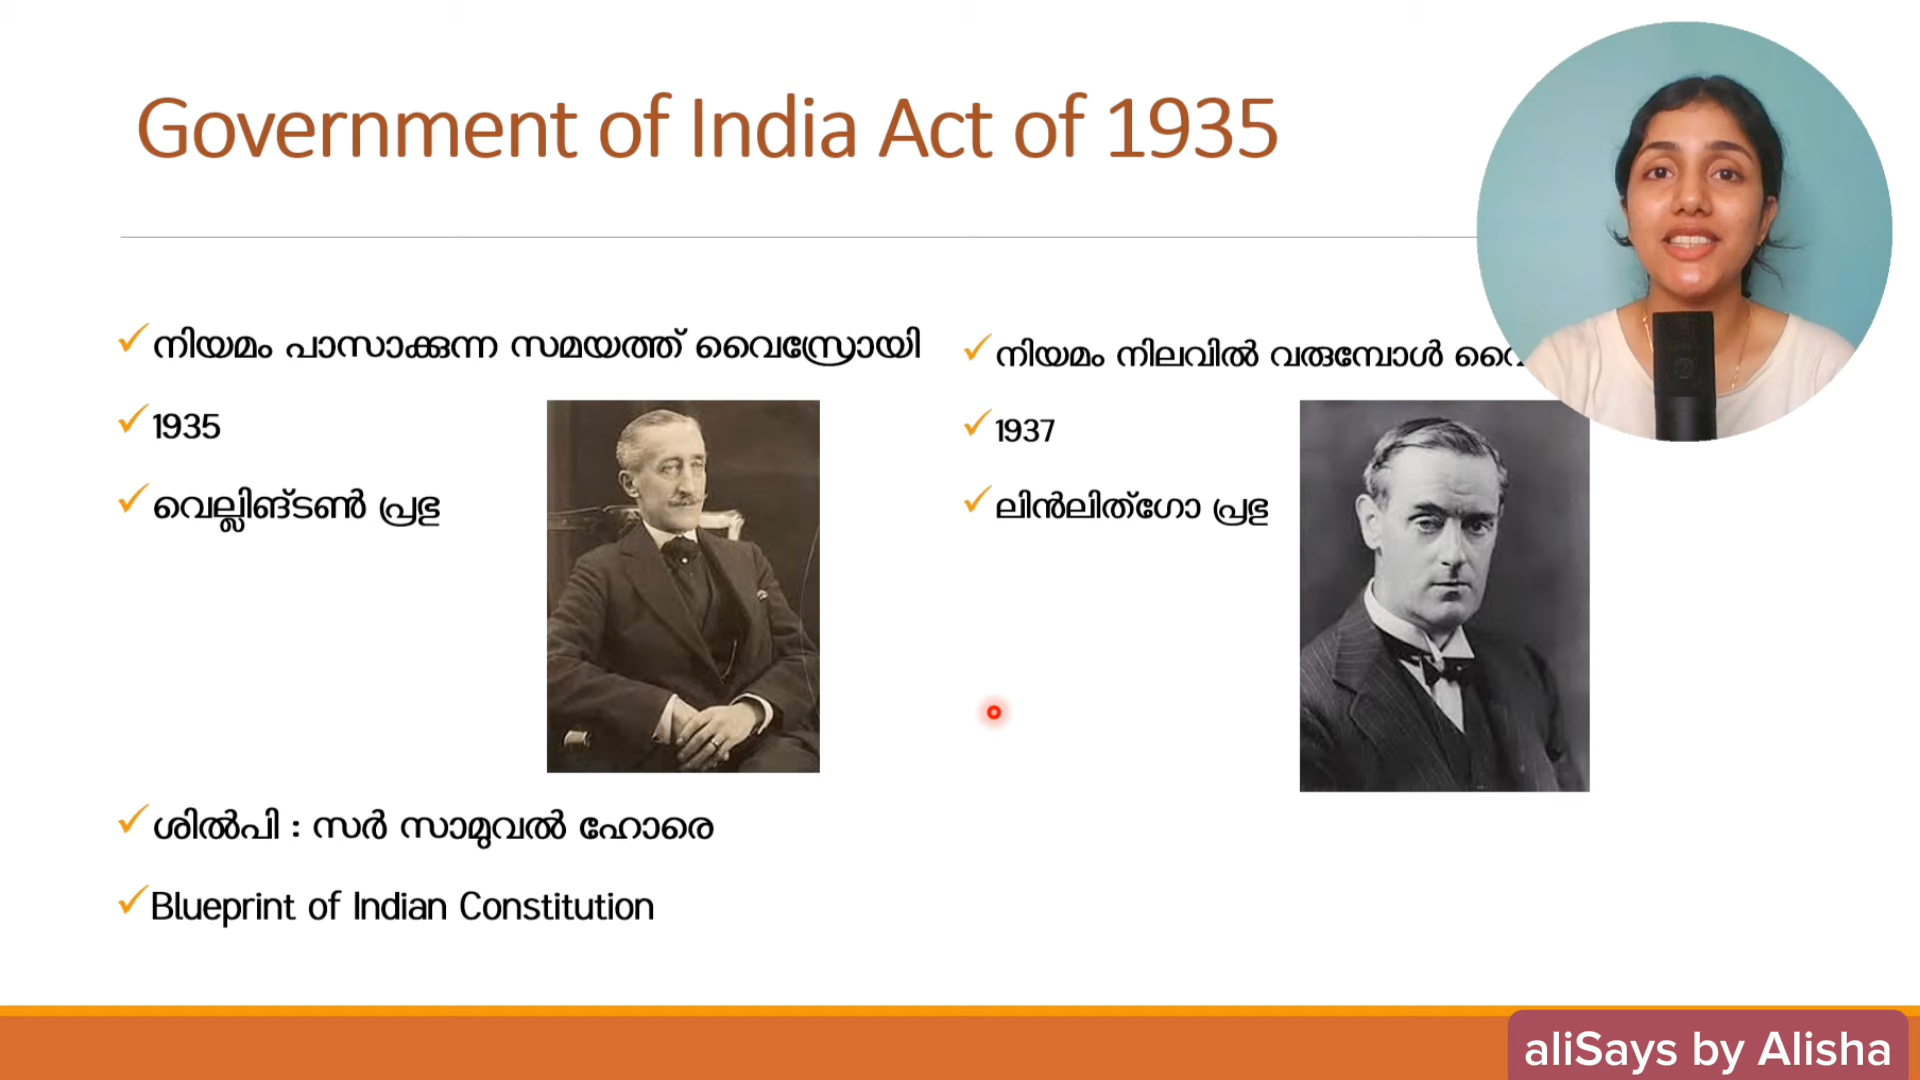 Government of India Act of 1935
നിയമം പാസാക്കുന്ന സമയത്ത് വൈസ്രോയി
1935
വെല്ലിങ്ടൺ പ്രഭു
നിയമം നിലവിൽ വരുമ്പോൾ
1937
ലിൻലിത്ഗോ പ്രഭു
ശിൽപി : സർ സാമുവൽ ഹോരെ
Blueprint of Indian Constitution
aliSays by Alisha